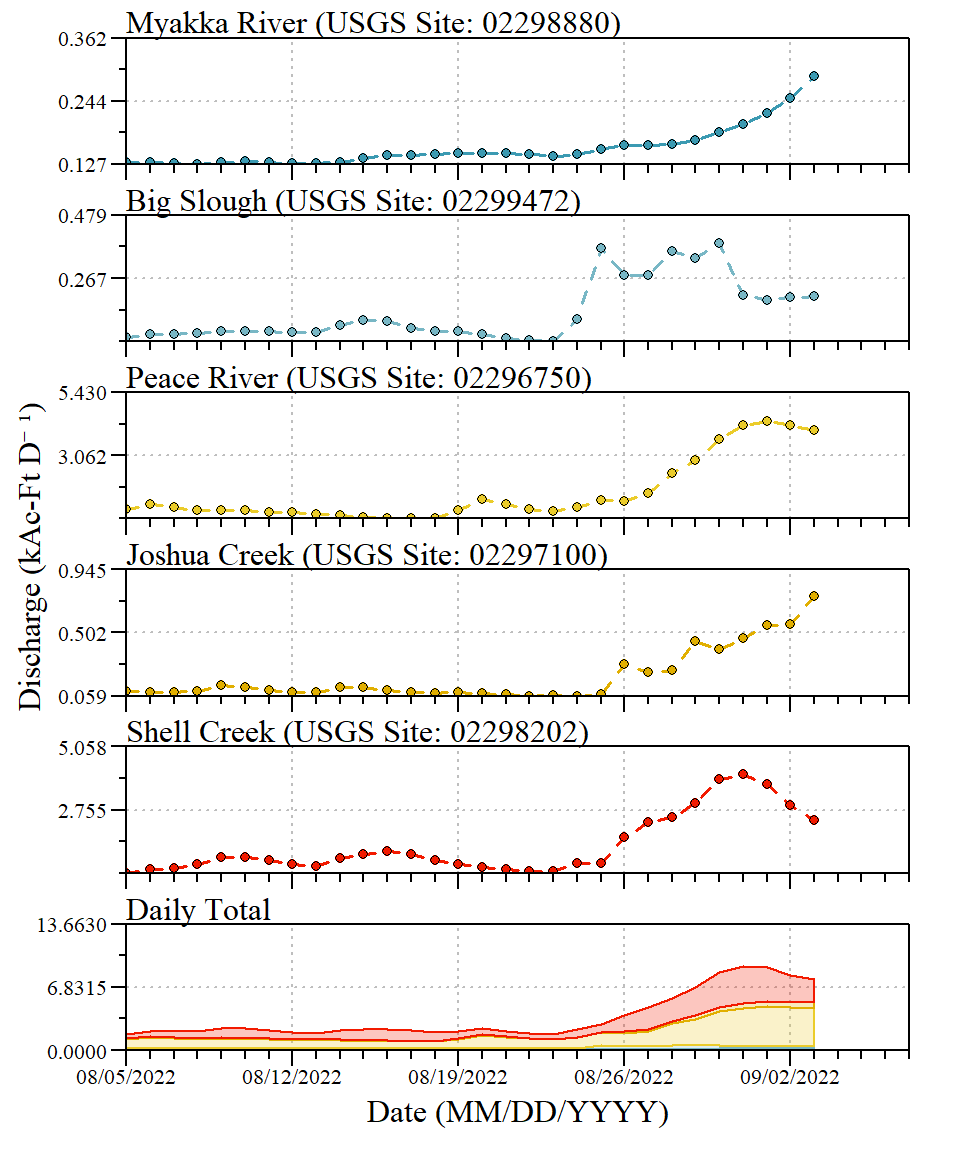 Myakka River (USGS Site: 02298880)
0.362
0.244
0.127
Big Slough (USGS Site: 02299472)
0.479
0.267
Peace River (USGS Site: 02296750)
5.430
3.062
Joshua Creek (USGS Site: 02297100)
0.945
0.502
0.059
Shell Creek (USGS Site: 02298202)
5.058
2.755
Daily Total
13.6630
6.8315
0.0000
08/05/2022 08/12/2022 08/19/2022 08/26/2022 09/02/2022
Date (MM/DD/YYYY)
Discharge (kAc-Ft D⁻¹)